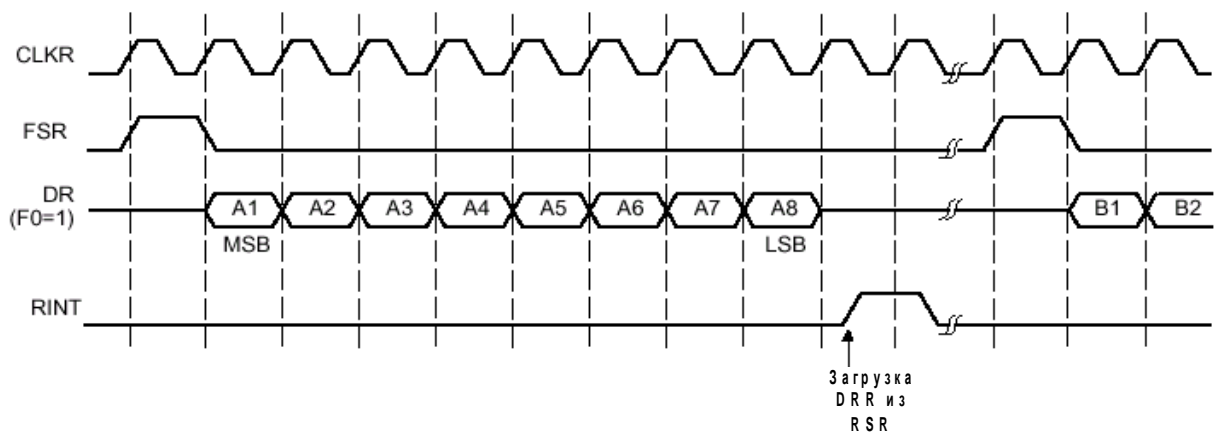 CLKR
FSR
DR
(F0=1)
A1 A2 A3 A4 A5 A6 A7 A8 B1 B2
MSB LSB
RINT
Загрузка
DRR из
RSR